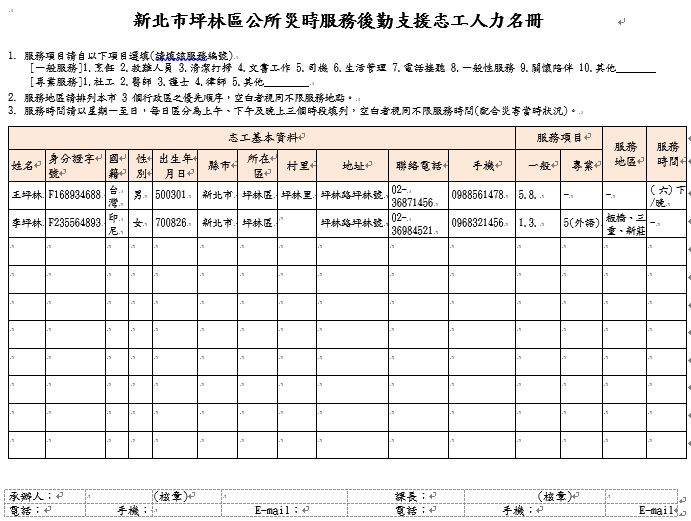 新北市坪林區公所災時服務後勤支援志工人力名冊
1. 服務項目請自以下項目選填(請填該服務編號)
[一般服務]1.烹飪 2.救難人員 3.清潔打掃 4.文書工作 5.司機 6.生活管理 7.電話接聽 8.一般性服務 9.關懷陪伴 10.其他______
[專業服務]1.社工 2.醫師 3.護士 4.律師 5.其他______
2. 服務地區請排列本市 3 個行政區之優先順序，空白者視同不限服務地點。
3. 服務時間請以星期一至日，每日區分為上午、下午及晚上三個時段填列，空白者視同不限服務時間(配合災害當時狀況)。
志工基本資料 服務項目 服務地區 服務時間
姓名 身分證字號 國籍 性別 出生年月日 縣市 所在區 村里 地址 聯絡電話 手機 一般 專業
王坪林 F168934688 台灣 男 500301 新北市 坪林區 坪林里 坪林路坪林號 02-36871456 0988561478 5.8. - - (六)下/晚
李坪林 F235564893 印尼 女 700826 新北市 坪林區 坪林路坪林號 02-36984521 0968321456 1.3. 5(外語) 板橋、三重、新莊 -
承辦人： (核章) 課長： (核章)
電話： 手機： E-mail： 電話： 手機： E-mail